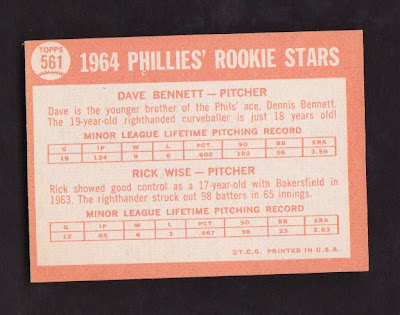 TOPPS
561
1964 PHILLIES' ROOKIE STARS
DAVE BENNETT — PITCHER
Dave is the younger brother of the Phils' ace, Dennis Bennett.
The 19-year-old righthanded curveballer is just 18 years old!
MINOR LEAGUE LIFETIME PITCHING RECORD
G IP W L PCT. SO BB ERA
18 124 9 6 .600 102 56 3.56
RICK WISE — PITCHER
Rick showed good control as a 17-year-old with Bakersfield in
1963. The righthander struck out 98 batters in 65 innings.
MINOR LEAGUE LIFETIME PITCHING RECORD
G IP W L PCT. SO BB ERA
12 65 6 3 .667 98 23 2.63
©T.C.G. PRINTED IN U.S.A.